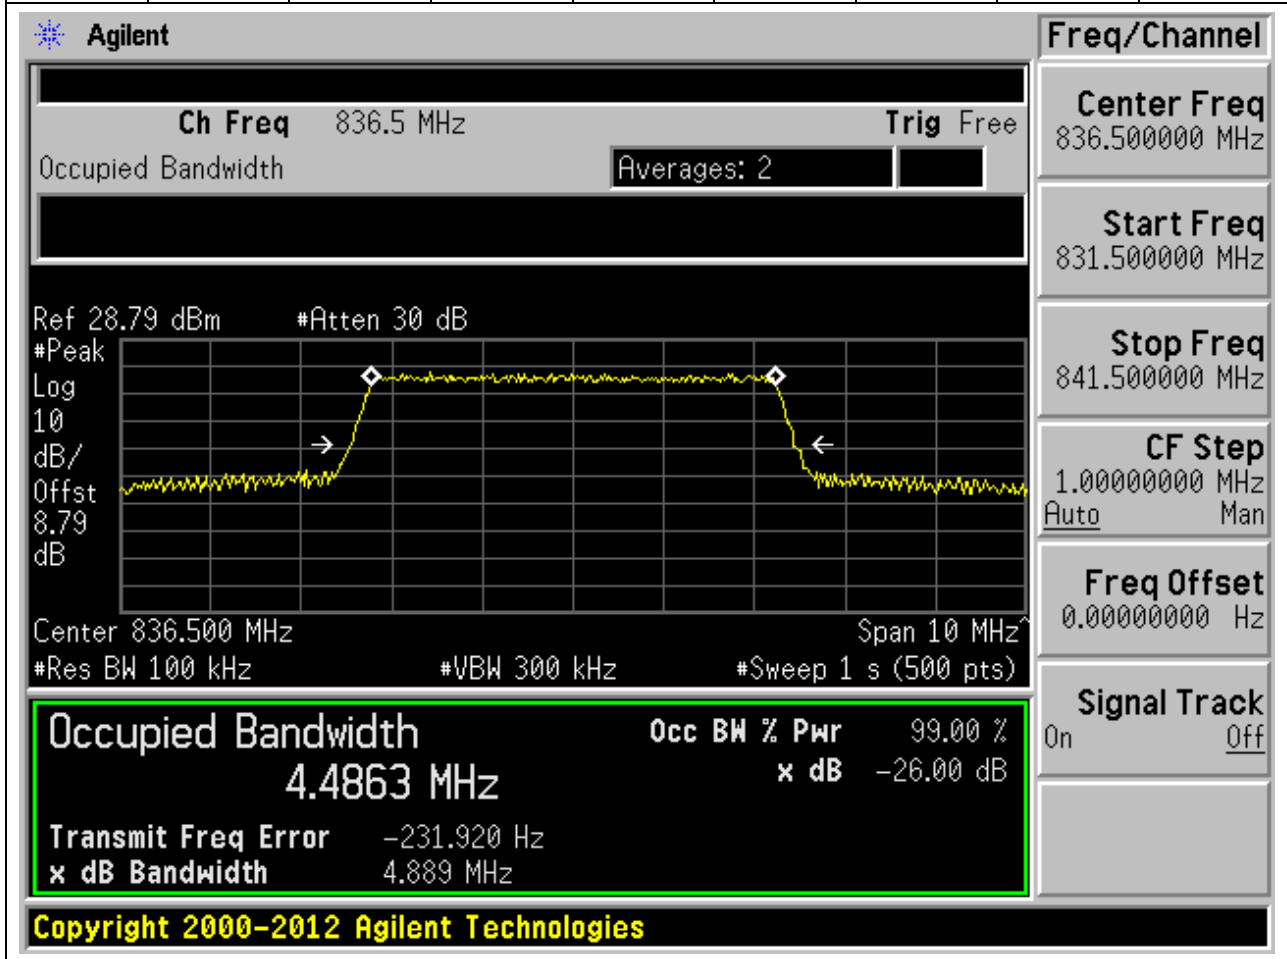 Agilent
Freq/Channel
Ch Freq 836.5 MHz Trig Free
Occupied Bandwidth Averages: 2
Center Freq
836.500000 MHz
Start Freq
831.500000 MHz
Stop Freq
841.500000 MHz
CF Step
1.00000000 MHz
Auto Man
Freq Offset
0.00000000 Hz
Signal Track
On Off
Ref 28.79 dBm #Atten 30 dB
#Peak
Log
10
dB/
Offst
8.79
dB
Center 836.500 MHz Span 10 MHz^
#Res BW 100 kHz #VBW 300 kHz #Sweep 1 s (500 pts)
Occupied Bandwidth Occ BW % Pwr 99.00 %
4.4863 MHz x dB -26.00 dB
Transmit Freq Error -231.920 Hz
x dB Bandwidth 4.889 MHz
Copyright 2000-2012 Agilent Technologies